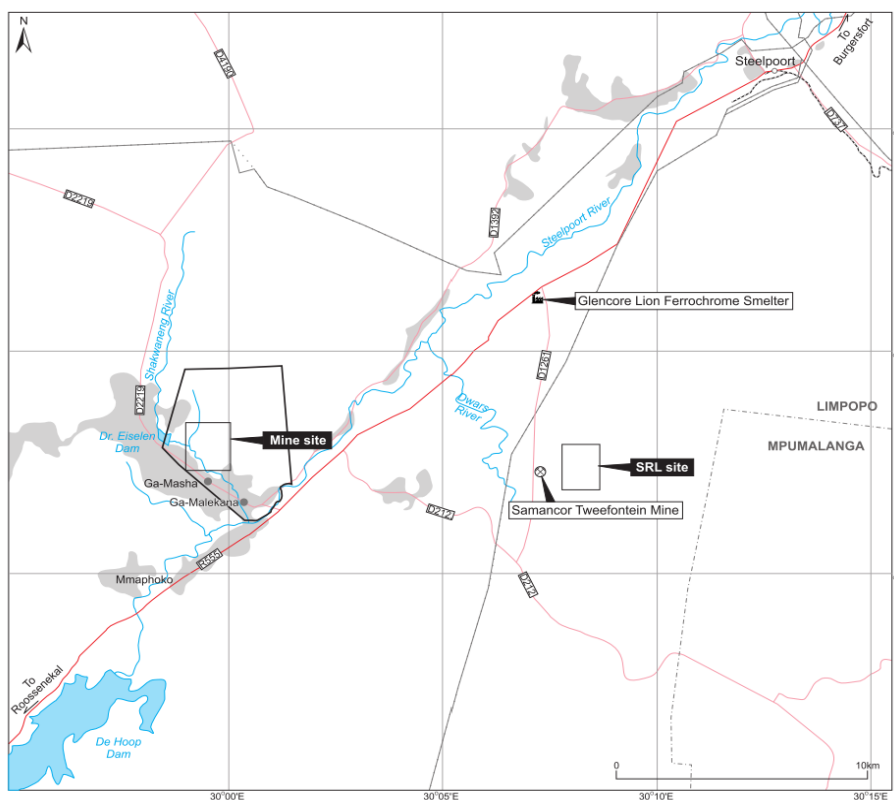 N
D4190
To
Burgersfort
Steelpoort
D737
D2219
D1392
Steelpoort River
Shakwaneng River
Glencore Lion Ferrochrome Smelter
D1261
D2219
Dwars
River
LIMPOPO
MPUMALANGA
Dr. Eiselen
Dam
Mine site
SRL site
Ga-Masha
Ga-Malekana
D212
Samancor Tweefontein Mine
R555
Mmaphoko
D212
To
Roossenekal
De Hoop
Dam
0
10km
30°00'E
30°05'E
30°10'E
30°15'E